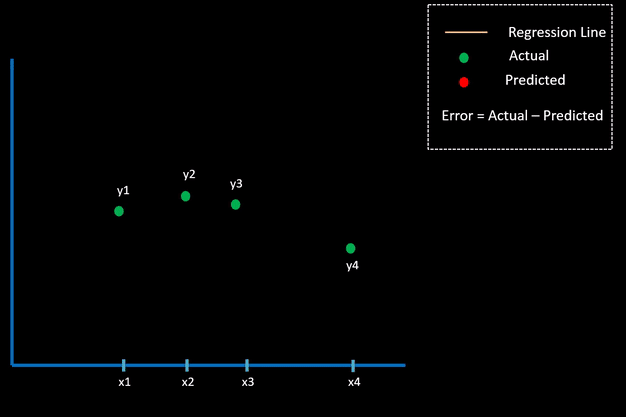 Regression Line
Actual
Predicted
Error = Actual – Predicted
y1
y2
y3
y4
x1
x2
x3
x4